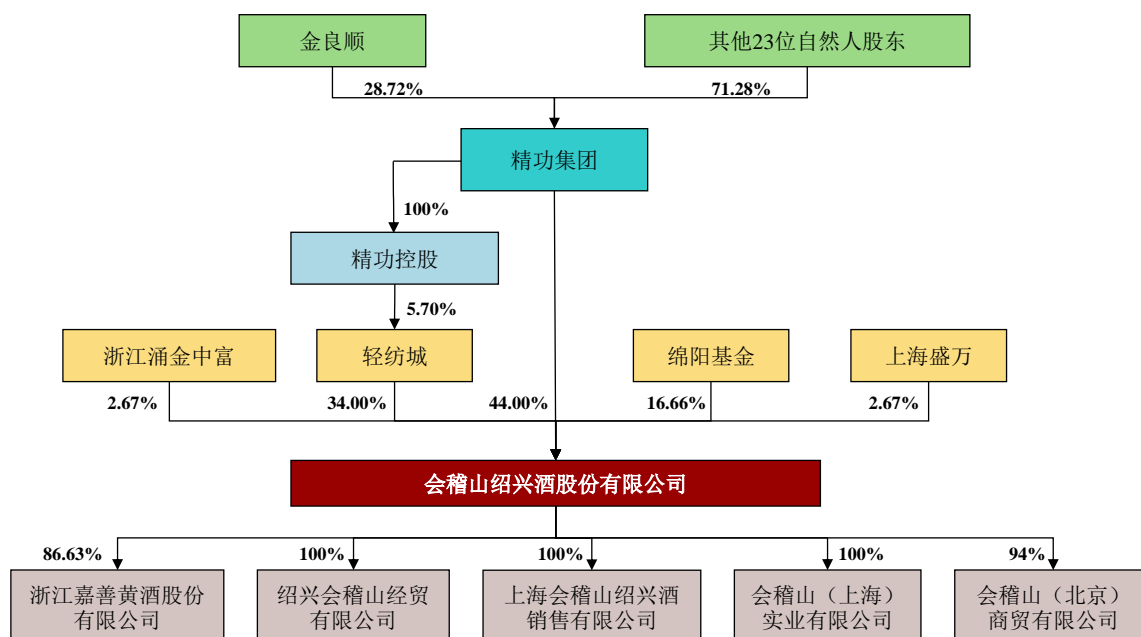 金良顺
其他23位自然人股东
28.72%
71.28%
精功集团
100%
精功控股
5.70%
浙江涌金中富
轻纺城
绵阳基金
上海盛万
2.67%
34.00%
44.00%
16.66%
2.67%
会稽山绍兴酒股份有限公司
86.63%
100%
100%
100%
94%
浙江嘉善黄酒股份
有限公司
绍兴会稽山经贸
有限公司
上海会稽山绍兴酒
销售有限公司
会稽山（上海）
实业有限公司
会稽山（北京）
商贸有限公司